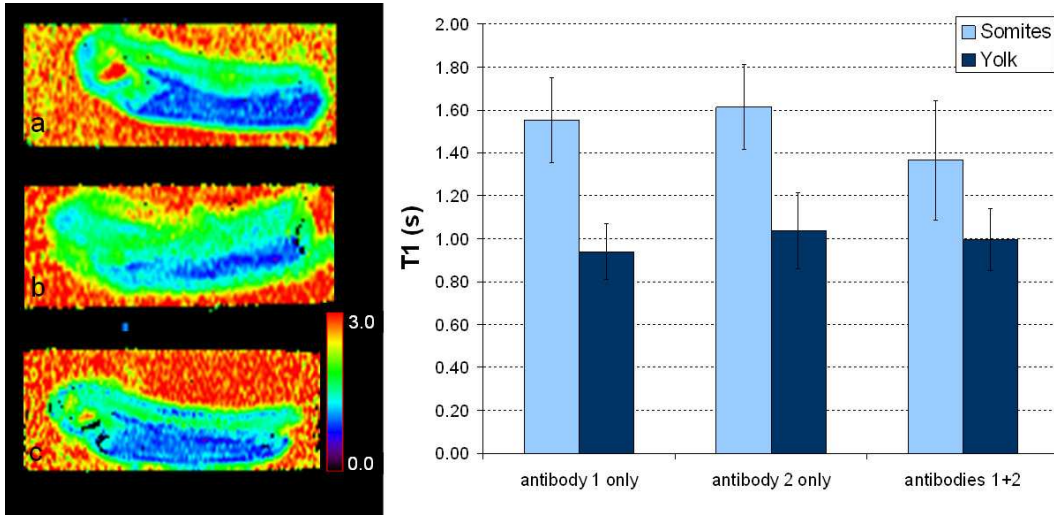 a
b
c
3.0
0.0
T1 (s)
2.00
1.80
1.60
1.40
1.20
1.00
0.80
0.60
0.40
0.20
0.00
Somites
Yolk
antibody 1 only
antibody 2 only
antibodies 1+2